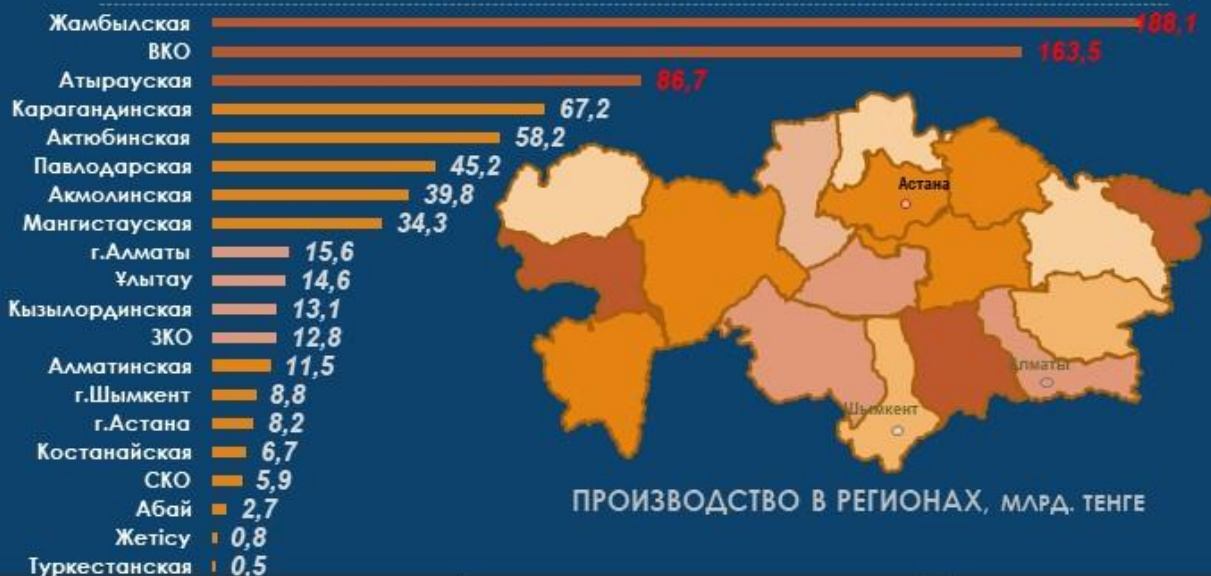 Жамбылская 188,1
ВКО 163,5
Атырауская 86,7
Карагандинская 67,2
Актюбинская 58,2
Павлодарская 45,2
Акмолинская 39,8
Мангистауская 34,3
г.Алматы 15,6
Ұлытау 14,6
Кызылординская 13,1
ЗКО 12,8
Алматинская 11,5
г.Шымкент 8,8
г.Астана 8,2
Костанайская 6,7
СКО 5,9
Абай 2,7
Жетісу 0,8
Туркестанская 0,5
Астана
Алматы
Шымкент
ПРОИЗВОДСТВО В РЕГИОНАХ, МЛРД. ТЕНГЕ